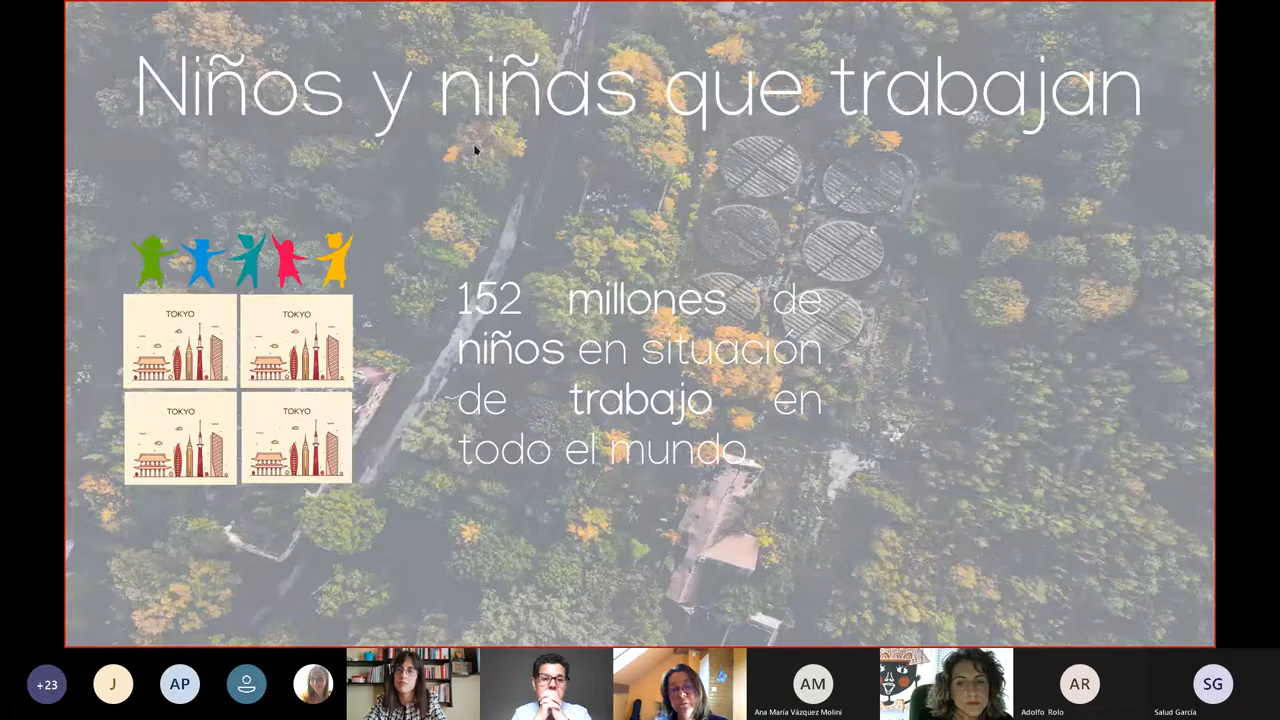 Niños y niñas que trabajan
TOKYO
TOKYO
TOKYO
TOKYO
152 millones de
niños en situación
de trabajo en
todo el mundo.
+23
J
AP
AM
Ana María Vázquez Molini
AR
Adolfo Rolo
SG
Salud García